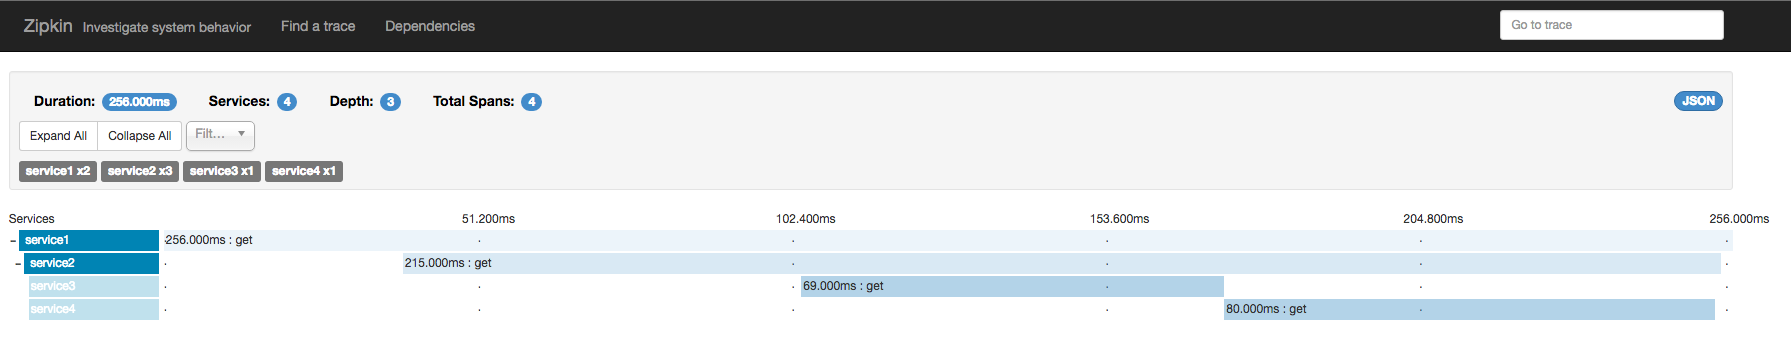 Zipkin Investigate system behavior Find a trace Dependencies Go to trace
Duration: 256.000ms Services: 4 Depth: 3 Total Spans: 4 JSON
Expand All Collapse All Filt...
service1 x2 service2 x3 service3 x1 service4 x1
Services 51.200ms 102.400ms 153.600ms 204.800ms 256.000ms
- service1 256.000ms : get
- service2 215.000ms : get
service3 69.000ms : get
service4 80.000ms : get